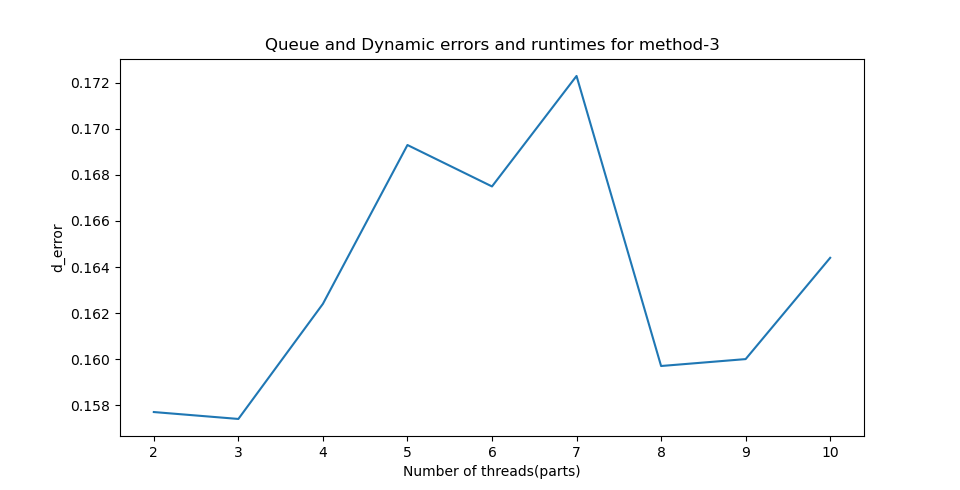 Queue and Dynamic errors and runtimes for method-3
0.172
0.170
0.168
0.166
0.164
0.162
0.160
0.158
d_error
2 3 4 5 6 7 8 9 10
Number of threads(parts)